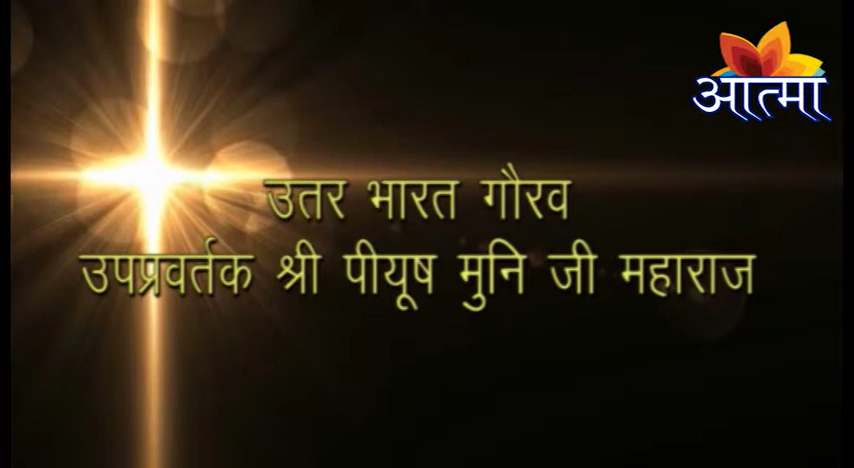 आत्मा
उतर भारत गौरव
उपप्रवर्तक श्री पीयूष मुनि जी महाराज